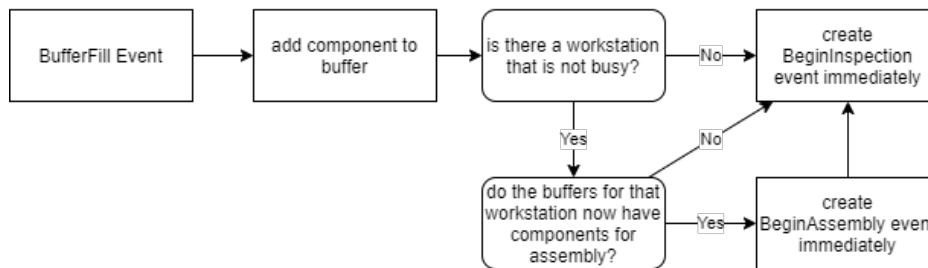 BufferFill Event
add component to
buffer
is there a workstation
that is not busy?
No
create
BeginInspection
event immediately
Yes
No
do the buffers for that
workstation now have
components for
assembly?
Yes
create
BeginAssembly event
immediately